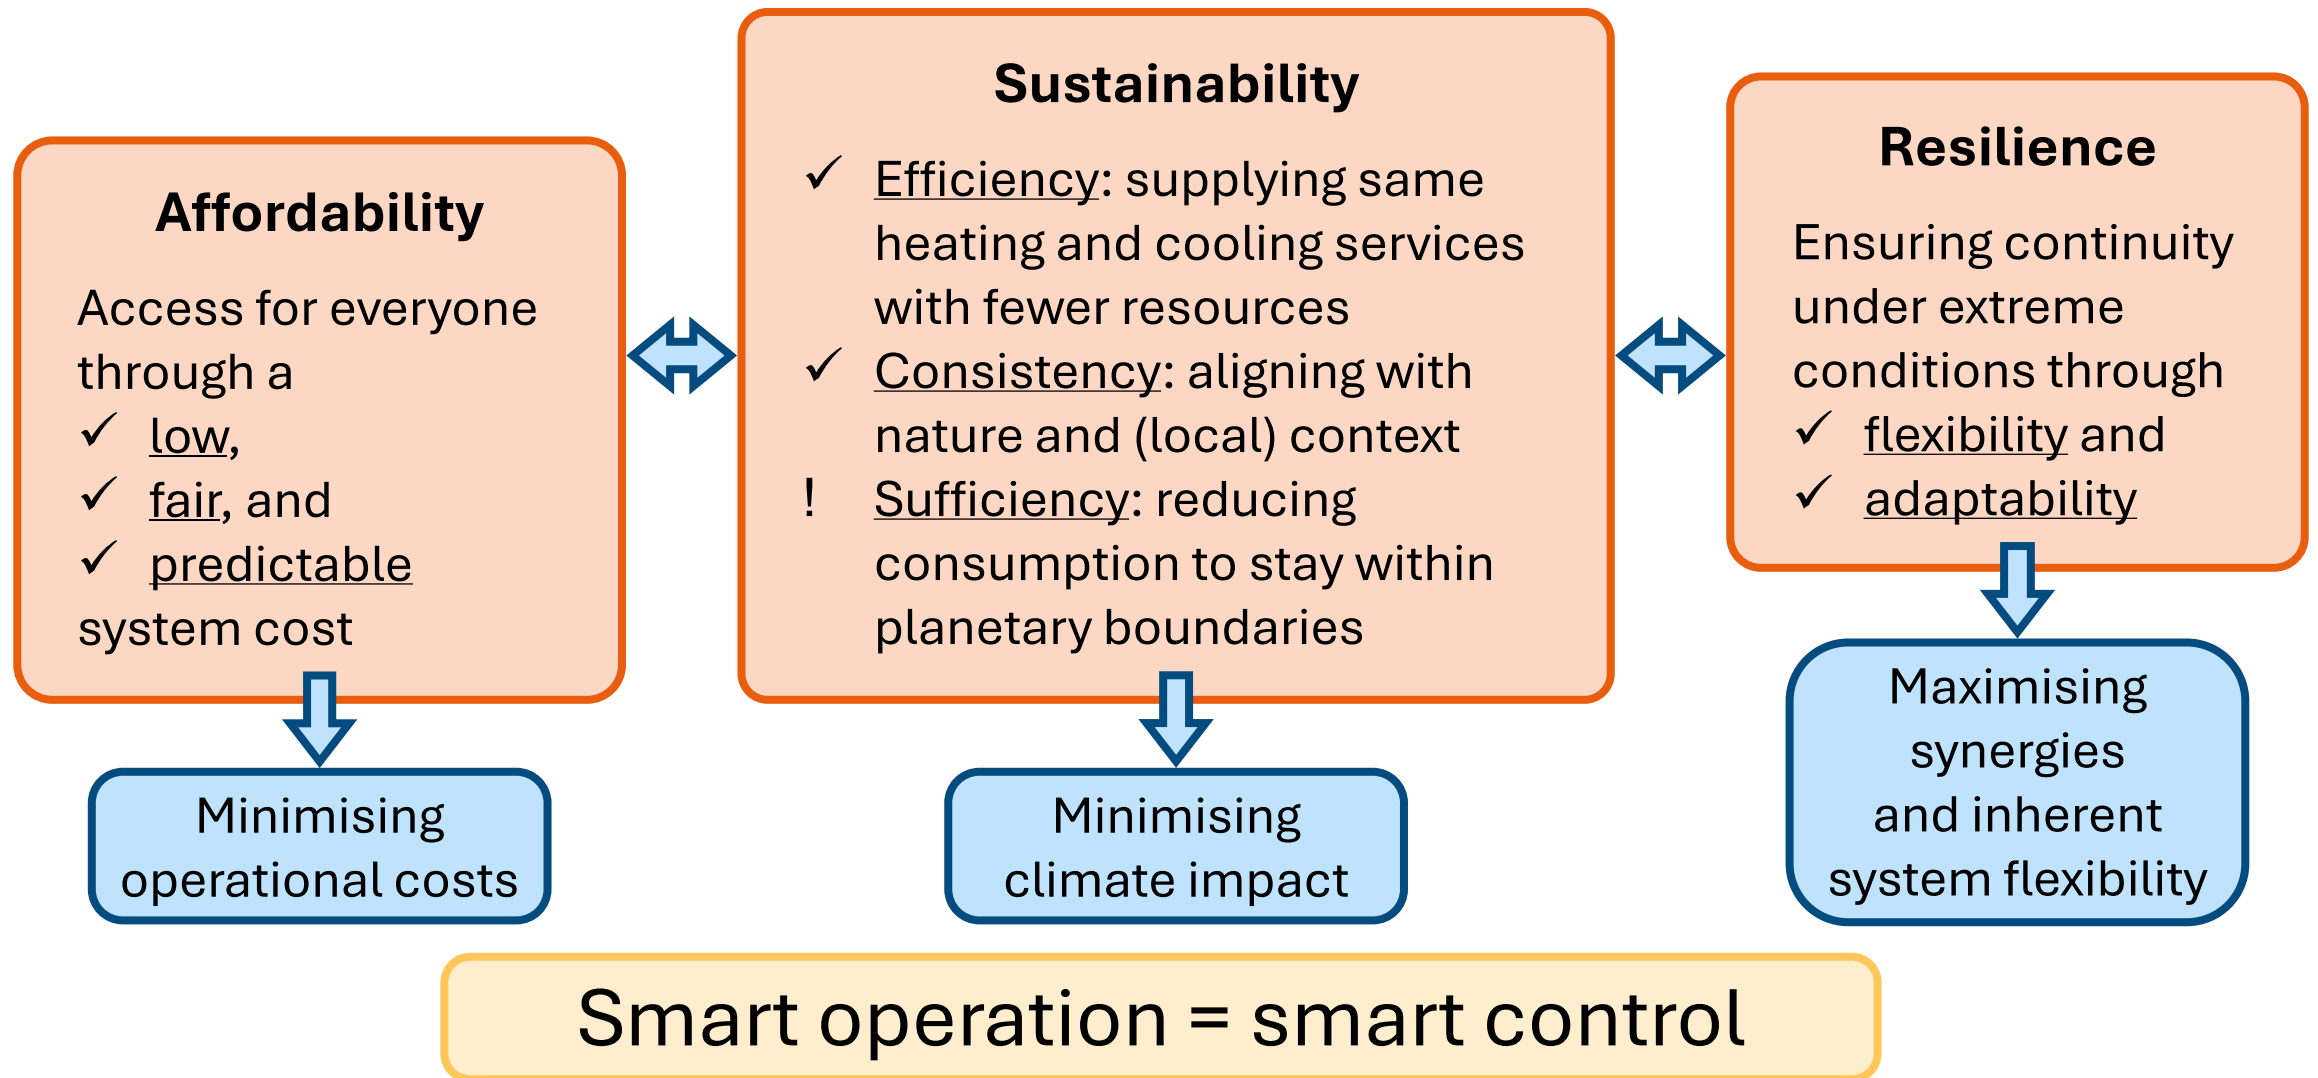 Affordability
Access for everyone
through a
✓ low,
✓ fair, and
✓ predictable
system cost
Minimising
operational costs
Sustainability
✓ Efficiency: supplying same
heating and cooling services
with fewer resources
✓ Consistency: aligning with
nature and (local) context
! Sufficiency: reducing
consumption to stay within
planetary boundaries
Minimising
climate impact
Resilience
Ensuring continuity
under extreme
conditions through
✓ flexibility and
✓ adaptability
Maximising
synergies
and inherent
system flexibility
Smart operation = smart control